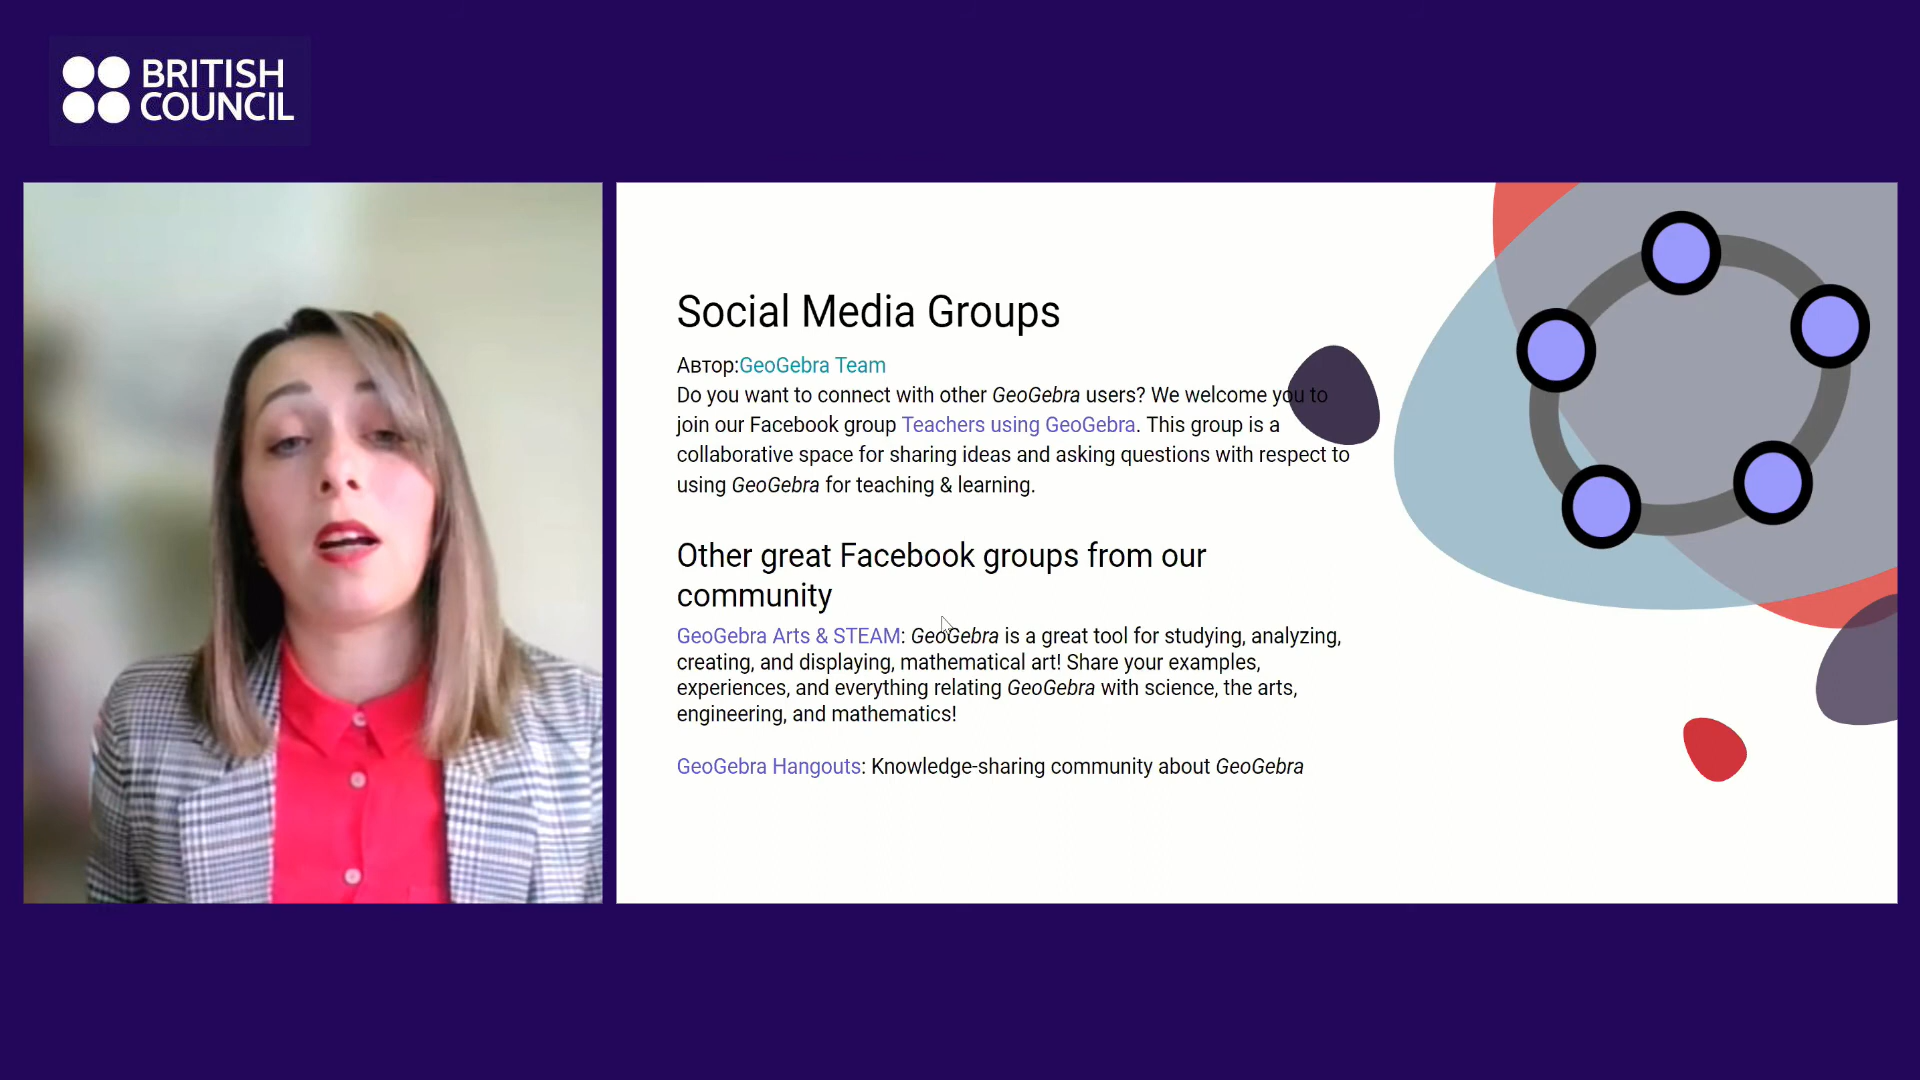 BRITISH
COUNCIL
Social Media Groups
Автор:GeoGebra Team
Do you want to connect with other GeoGebra users? We welcome you to
join our Facebook group Teachers using GeoGebra. This group is a
collaborative space for sharing ideas and asking questions with respect to
using GeoGebra for teaching & learning.
Other great Facebook groups from our
community
GeoGebra Arts & STEAM: GeoGebra is a great tool for studying, analyzing,
creating, and displaying, mathematical art! Share your examples,
experiences, and everything relating GeoGebra with science, the arts,
engineering, and mathematics!
GeoGebra Hangouts: Knowledge-sharing community about GeoGebra